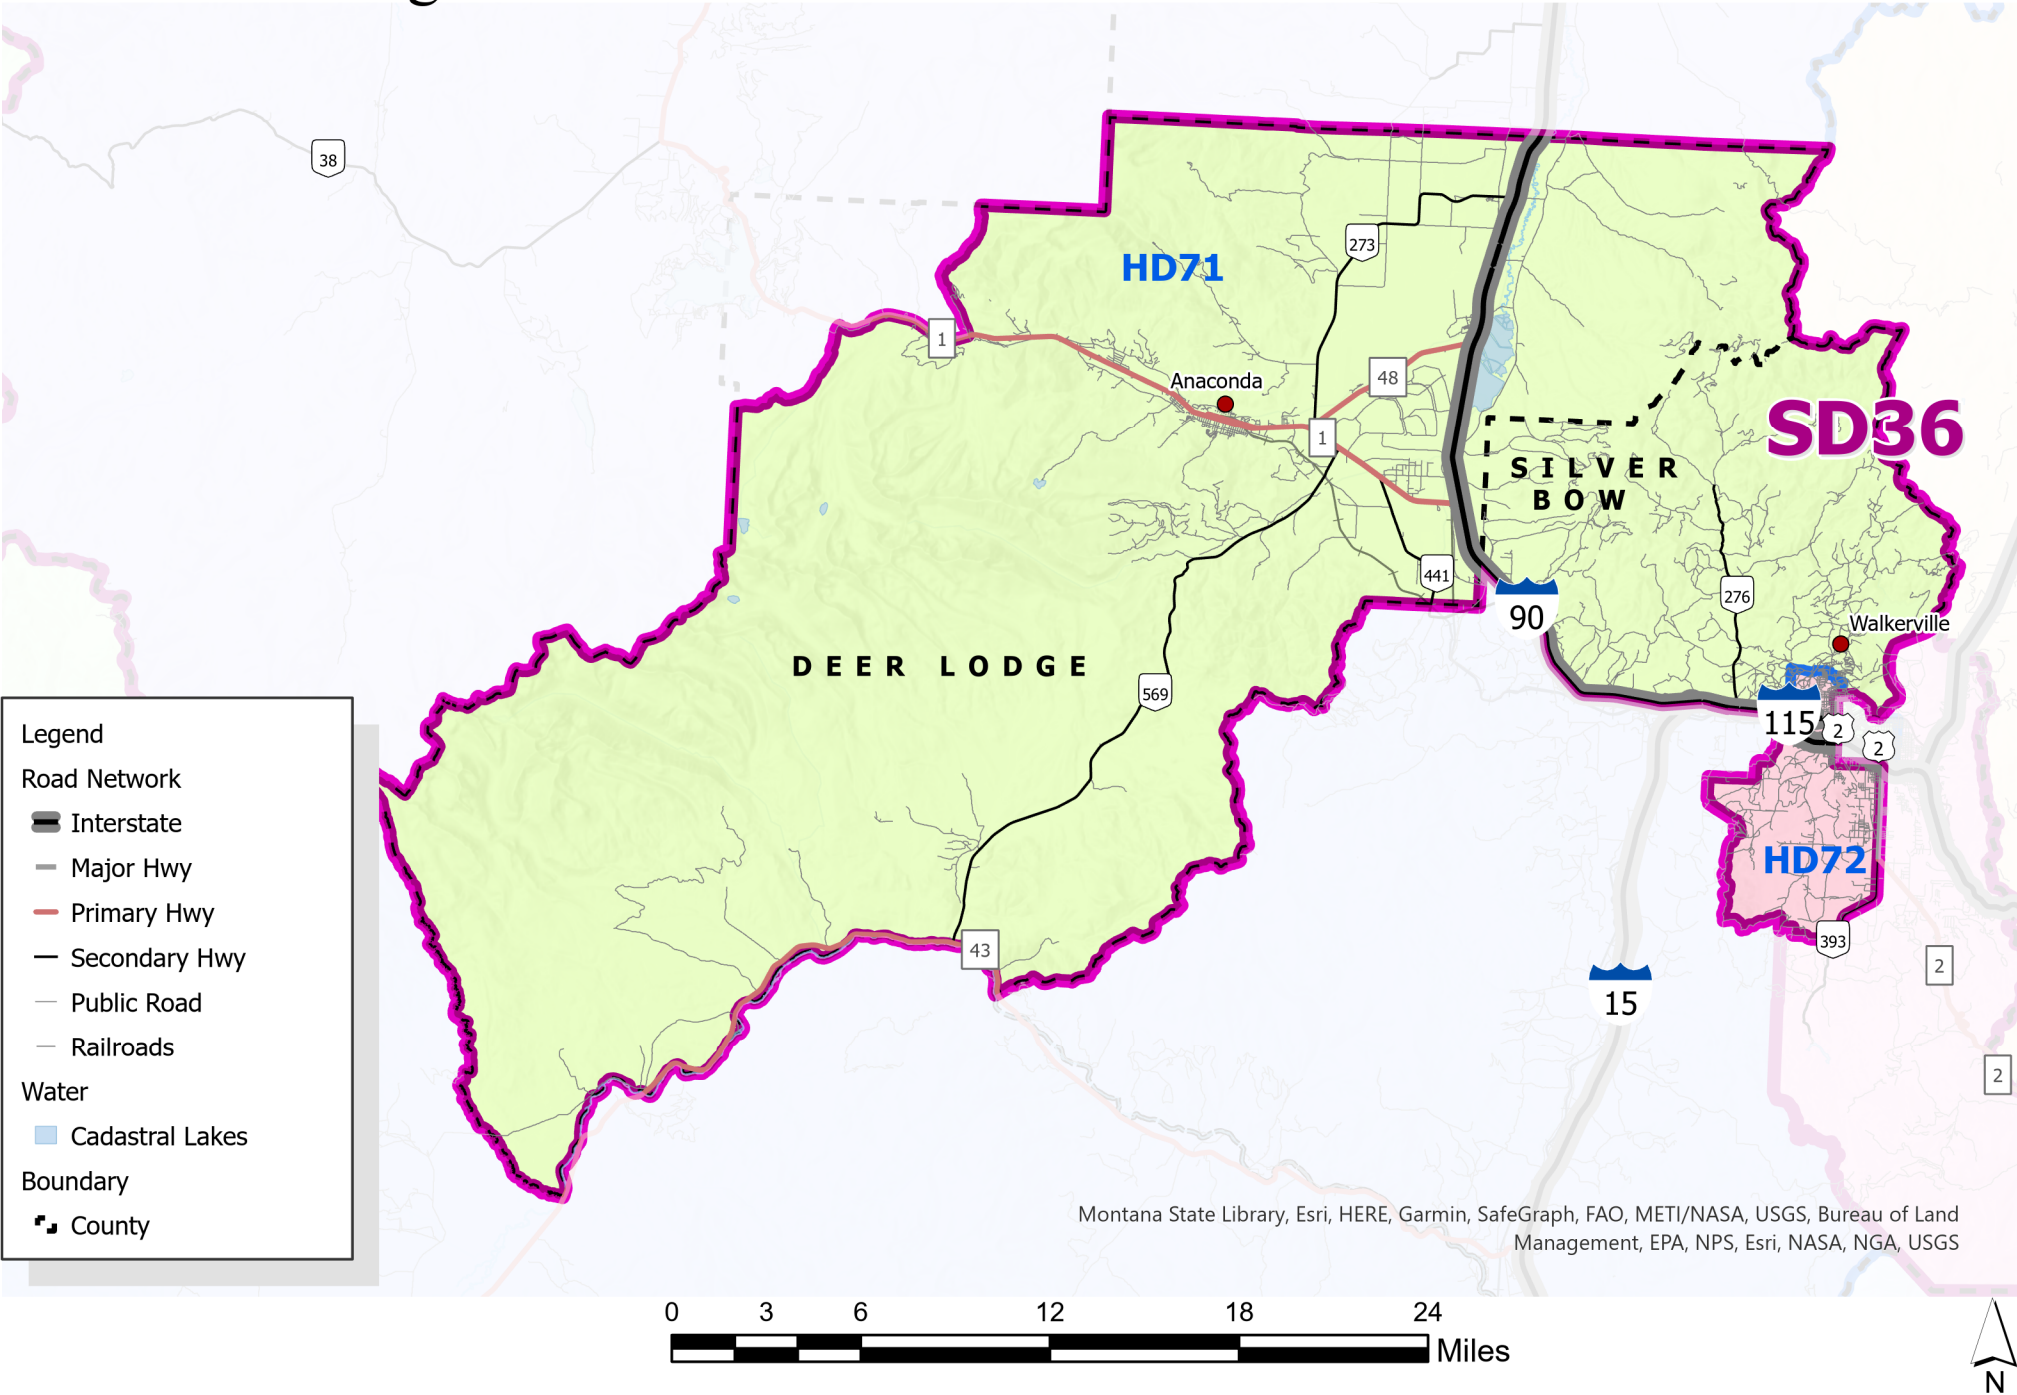 38
HD71
273
1
48
Anaconda
1
SD36
SILVER
BOW
441
90
276
Walkerville
DEER LODGE
569
115
2
2
HD72
43
393
2
15
2
Legend
Road Network
Interstate
Major Hwy
Primary Hwy
Secondary Hwy
Public Road
Railroads
Water
Cadastral Lakes
Boundary
County
Montana State Library, Esri, HERE, Garmin, SafeGraph, FAO, METI/NASA, USGS, Bureau of Land
Management, EPA, NPS, Esri, NASA, NGA, USGS
0 3 6 12 18 24
Miles
N